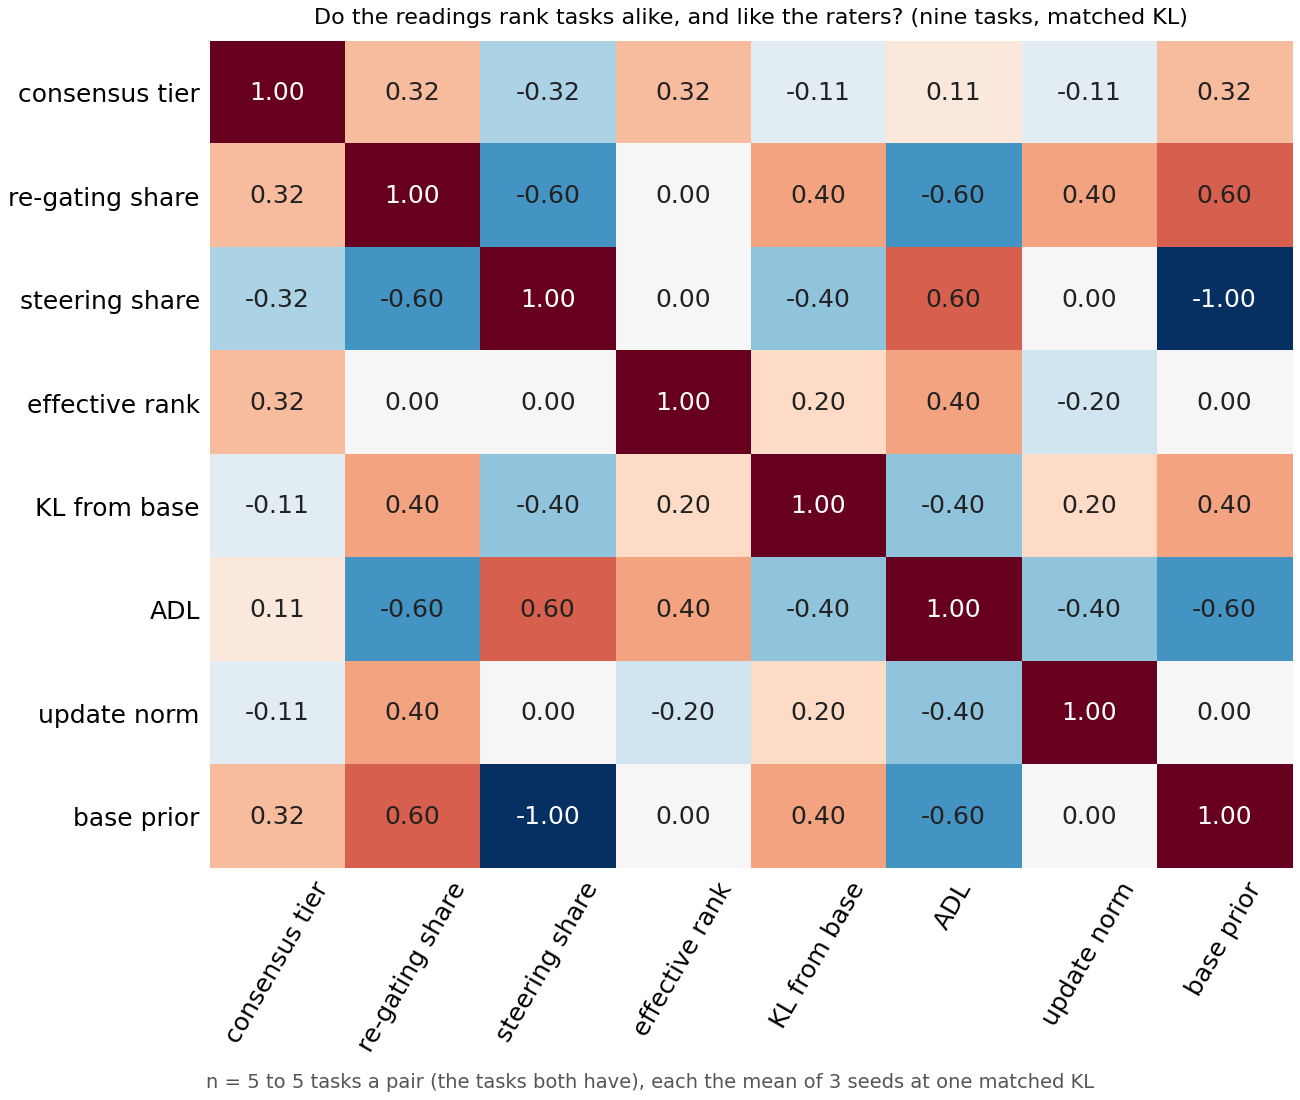 Do the readings rank tasks alike, and like the raters? (nine tasks, matched KL)
consensus tier 1.00 0.32 -0.32 0.32 -0.11 0.11 -0.11 0.32
re-gating share 0.32 1.00 -0.60 0.00 0.40 -0.60 0.40 0.60
steering share -0.32 -0.60 1.00 0.00 -0.40 0.60 0.00 -1.00
effective rank 0.32 0.00 0.00 1.00 0.20 0.40 -0.20 0.00
KL from base -0.11 0.40 -0.40 0.20 1.00 -0.40 0.20 0.40
ADL 0.11 -0.60 0.60 0.40 -0.40 1.00 -0.40 -0.60
update norm -0.11 0.40 0.00 -0.20 0.20 -0.40 1.00 0.00
base prior 0.32 0.60 -1.00 0.00 0.40 -0.60 0.00 1.00
consensus tier re-gating share steering share effective rank KL from base ADL update norm base prior
n = 5 to 5 tasks a pair (the tasks both have), each the mean of 3 seeds at one matched KL